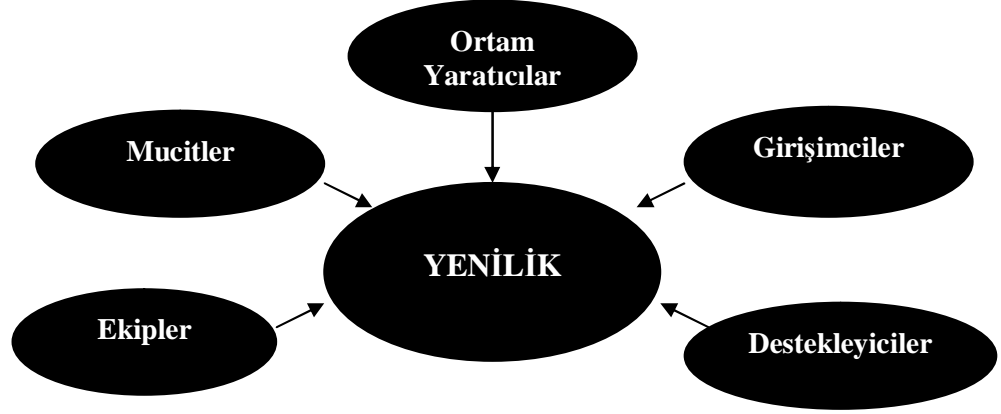 Ortam
Yaratıcılar
Mucitler
Girişimciler
YENİLİK
Ekipler
Destekleyiciler